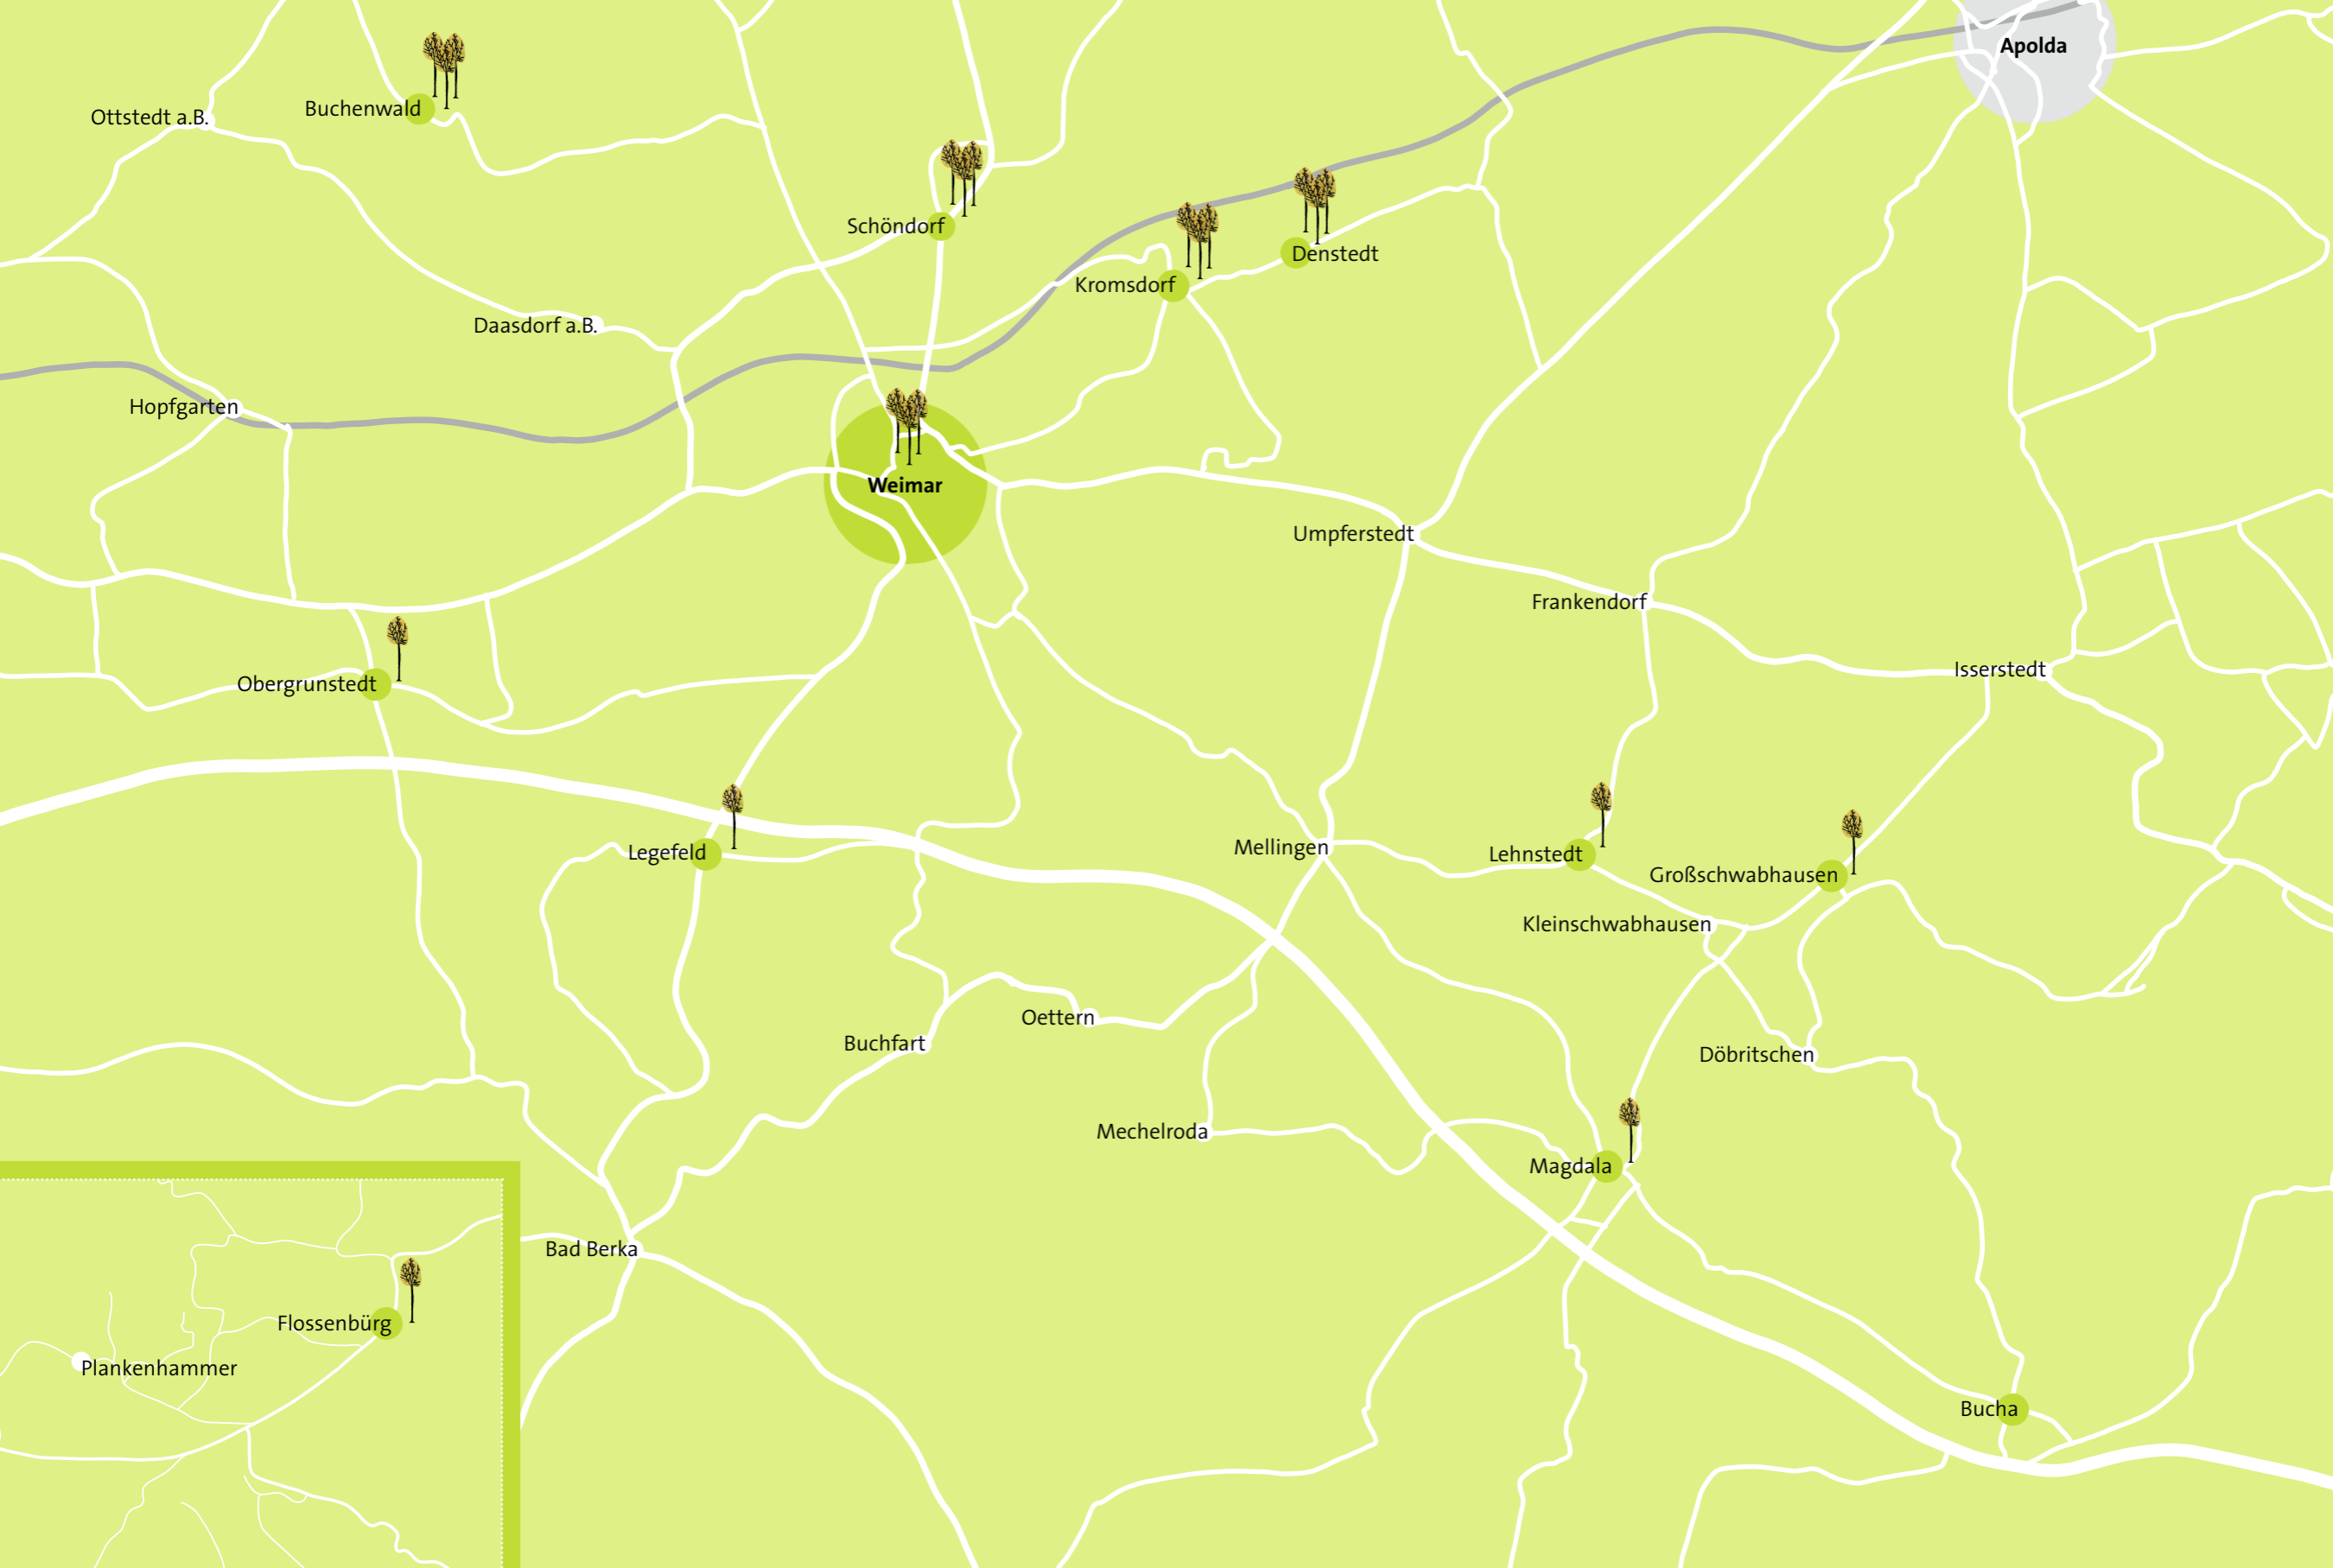 Apolda
Buchenwald
Ottstedt a.B.
Schöndorf
Denstedt
Kromsdorf
Daasdorf a.B.
Hopfgarten
Weimar
Umpferstedt
Frankendorf
Isserstedt
Obergrunstedt
Mellingen
Legefeld
Lehnstedt
Großschwabhausen
Kleinschwabhausen
Oettern
Buchfart
Döbritschen
Mechelroda
Magdala
Bad Berka
Flossenbürg
Plankenhammer
Bucha